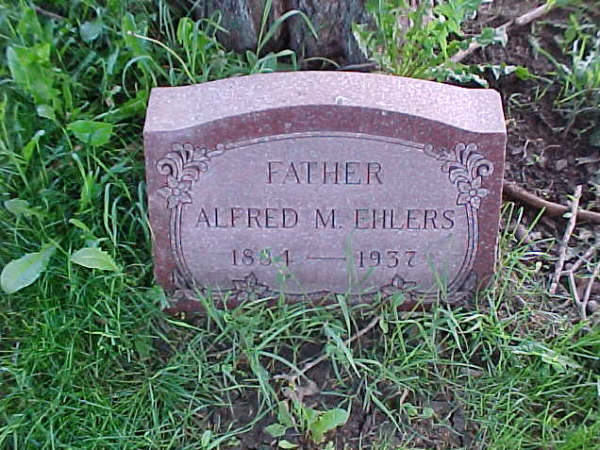 FATHER
ALFRED M. EHLERS
1884 — 1937